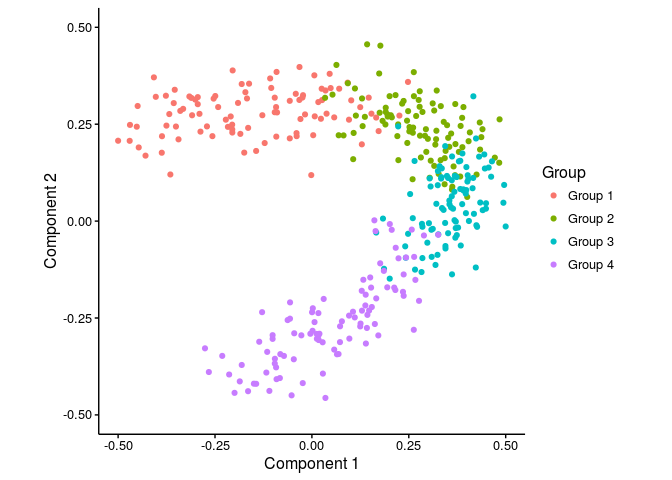 0.50
0.25
0.00
-0.25
-0.50
Component 2
-0.50 -0.25 0.00 0.25 0.50
Component 1
Group
Group 1
Group 2
Group 3
Group 4